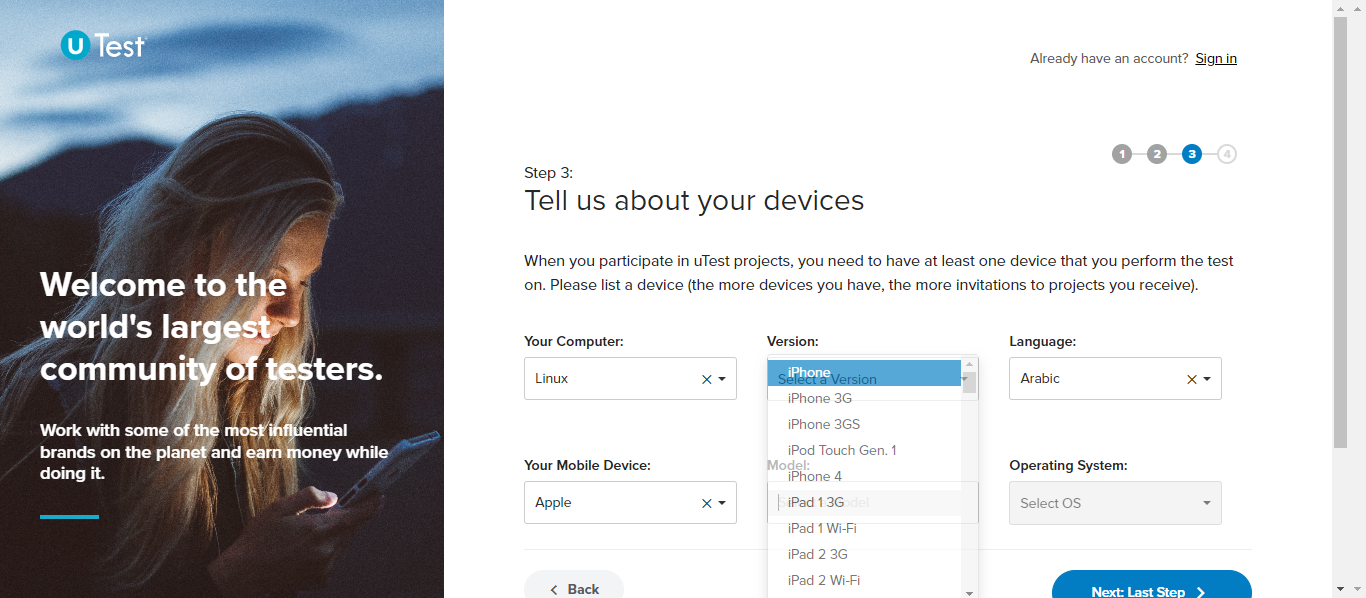 uTest
Welcome to the
world's largest
community of testers.
Work with some of the most influential
brands on the planet and earn money while
doing it.
Already have an account? Sign in
1 2 3 4
Step 3:
Tell us about your devices
When you participate in uTest projects, you need to have at least one device that you perform the test
on. Please list a device (the more devices you have, the more invitations to projects you receive).
Your Computer:
Linux
Version:
Select a Version
Language:
Arabic
Your Mobile Device:
Apple
Model:
iPhone
iPhone 3G
iPhone 3GS
iPod Touch Gen. 1
iPhone 4
iPad 1 3G
iPad 1 Wi-Fi
iPad 2 3G
iPad 2 Wi-Fi
Operating System:
Select OS
Back
Next: Last Step